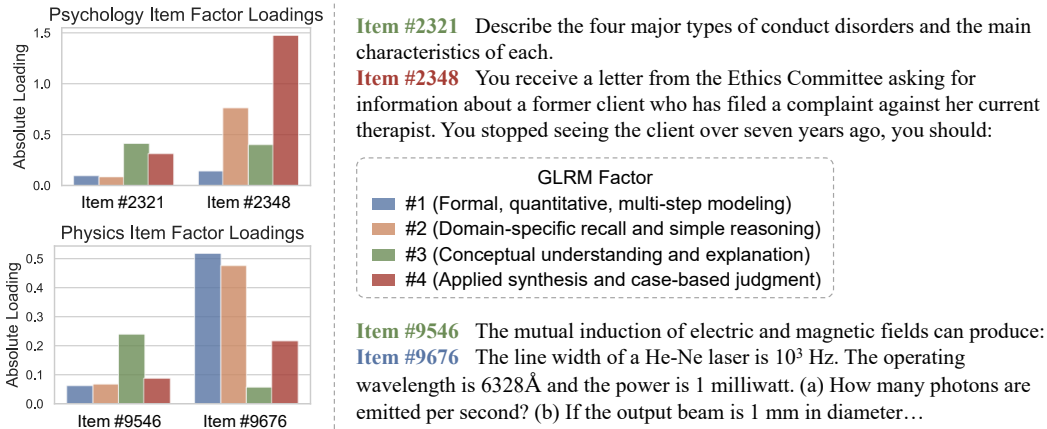 Psychology Item Factor Loadings
Absolute Loading
1.5
1.0
0.5
0.0
Item #2321
Item #2348
Physics Item Factor Loadings
Absolute Loading
0.5
0.4
0.3
0.2
0.1
0.0
Item #9546
Item #9676
Item #2321 Describe the four major types of conduct disorders and the main
characteristics of each.
Item #2348 You receive a letter from the Ethics Committee asking for
information about a former client who has filed a complaint against her current
therapist. You stopped seeing the client over seven years ago, you should:
GLRM Factor
#1 (Formal, quantitative, multi-step modeling)
#2 (Domain-specific recall and simple reasoning)
#3 (Conceptual understanding and explanation)
#4 (Applied synthesis and case-based judgment)
Item #9546 The mutual induction of electric and magnetic fields can produce:
Item #9676 The line width of a He-Ne laser is 10³ Hz. The operating
wavelength is 6328Å and the power is 1 milliwatt. (a) How many photons are
emitted per second? (b) If the output beam is 1 mm in diameter…